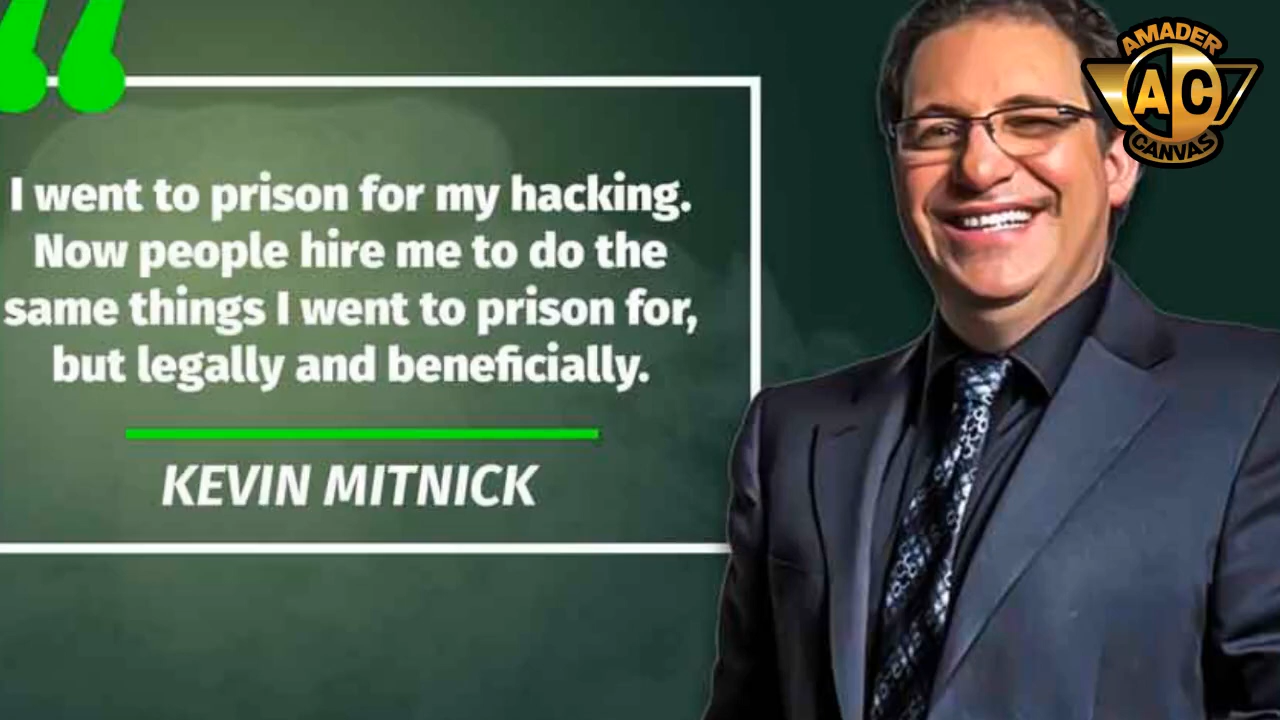 AMADER
AC
CANVAS
I went to prison for my hacking.
Now people hire me to do the
same things I went to prison for,
but legally and beneficially.
KEVIN MITNICK